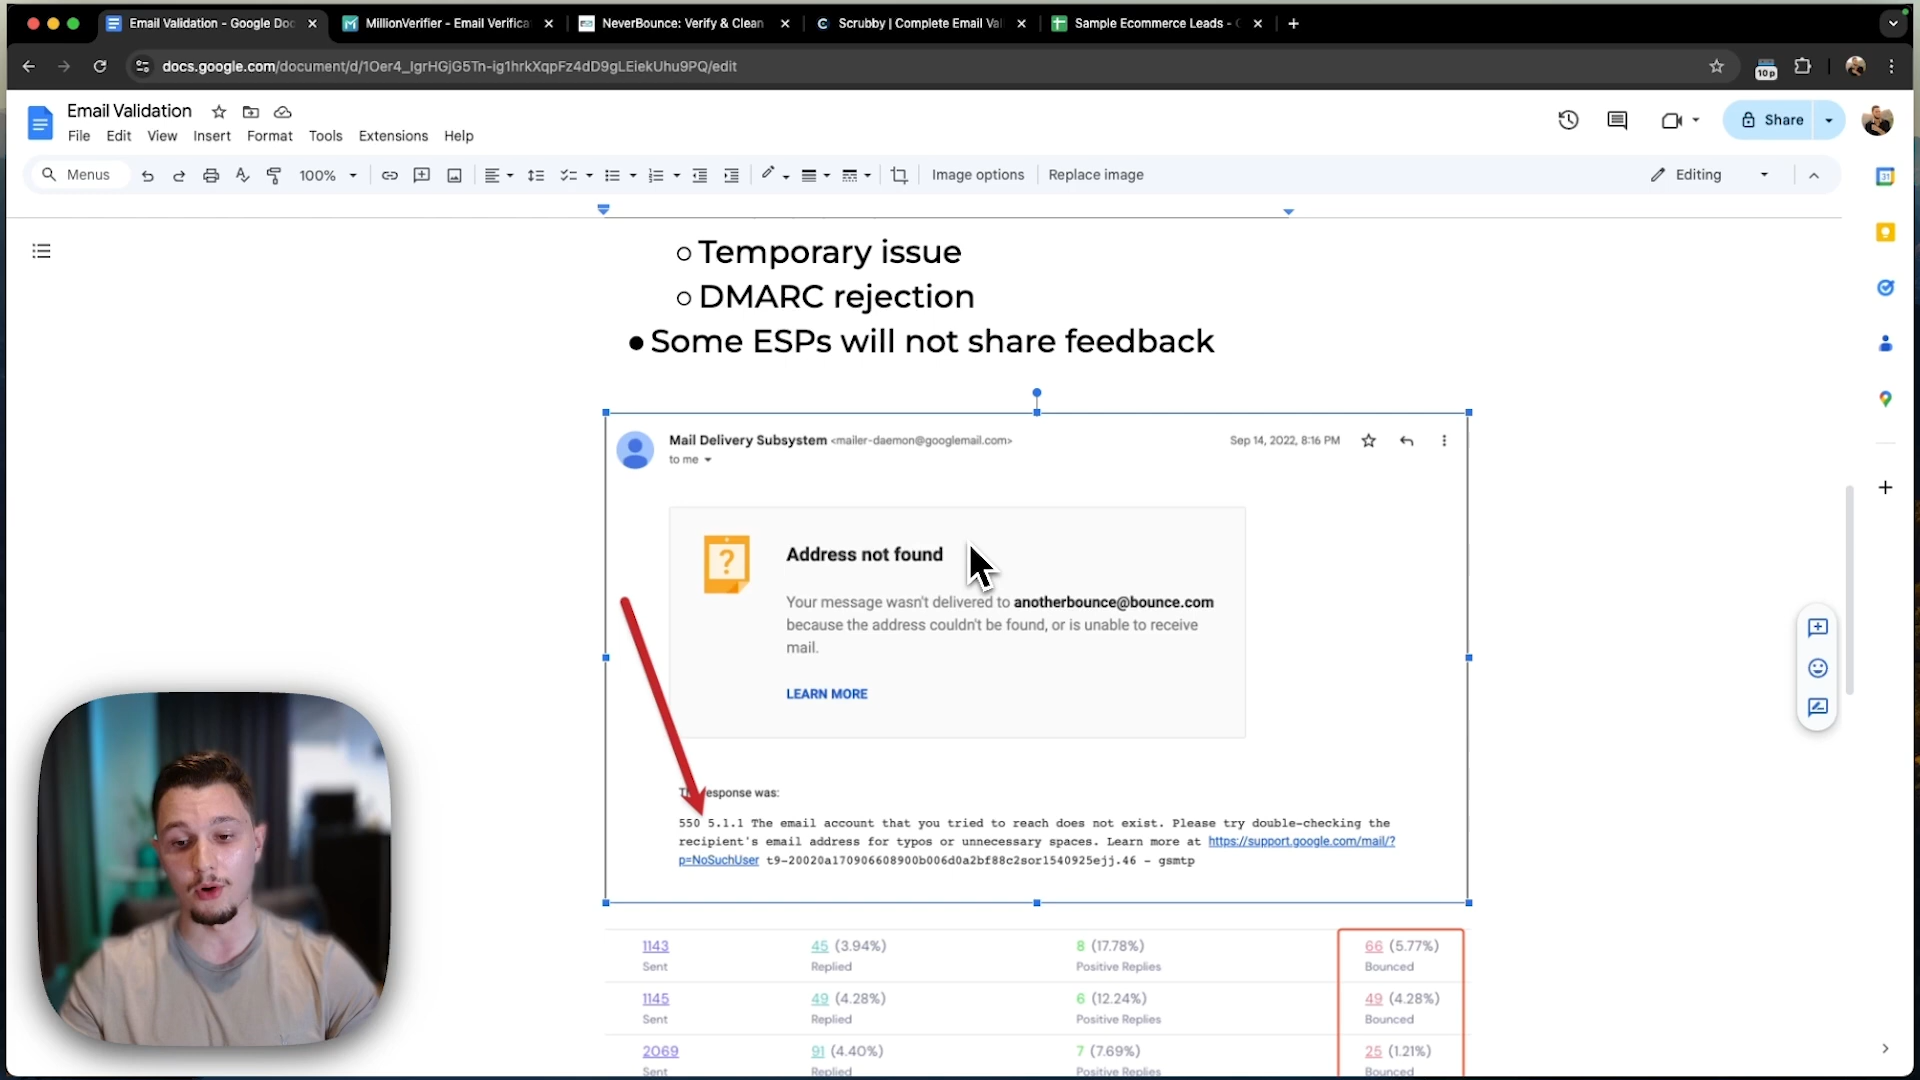 Email Validation - Google Doc
MillionVerifier - Email Verifica
NeverBounce: Verify & Clean
Scrubby | Complete Email Val
Sample Ecommerce Leads -
docs.google.com/document/d/1Oer4_IgrHGjG5Tn-ig1hrkXqpFz4dD9gLEiekUhu9PQ/edit
10 p
Email Validation
File Edit View Insert Format Tools Extensions Help
Share
Menus
100%
Image options
Replace image
Editing
31
Temporary issue
DMARC rejection
Some ESPs will not share feedback
Mail Delivery Subsystem <mailer-daemon@googlemail.com>
Sep 14, 2022, 8:16 PM
to me
Address not found
Your message wasn't delivered to anotherbounce@bounce.com
because the address couldn't be found, or is unable to receive
mail.
LEARN MORE
response was:
550 5.1.1 The email account that you tried to reach does not exist. Please try double-checking the
recipient's email address for typos or unnecessary spaces. Learn more at https://support.google.com/mail/?
p=NoSuchUser t9-20020a170906608900b006d0a2bf88c2sor1540925ejj.46 - gsmtp
1143 45 (3.94%) 8 (17.78%) 66 (5.77%)
Sent Replied Positive Replies Bounced
1145 49 (4.28%) 6 (12.24%) 49 (4.28%)
Sent Replied Positive Replies Bounced
2069 91 (4.40%) 7 (7.69%) 25 (1.21%)
Sent Replied Positive Replies Bounced